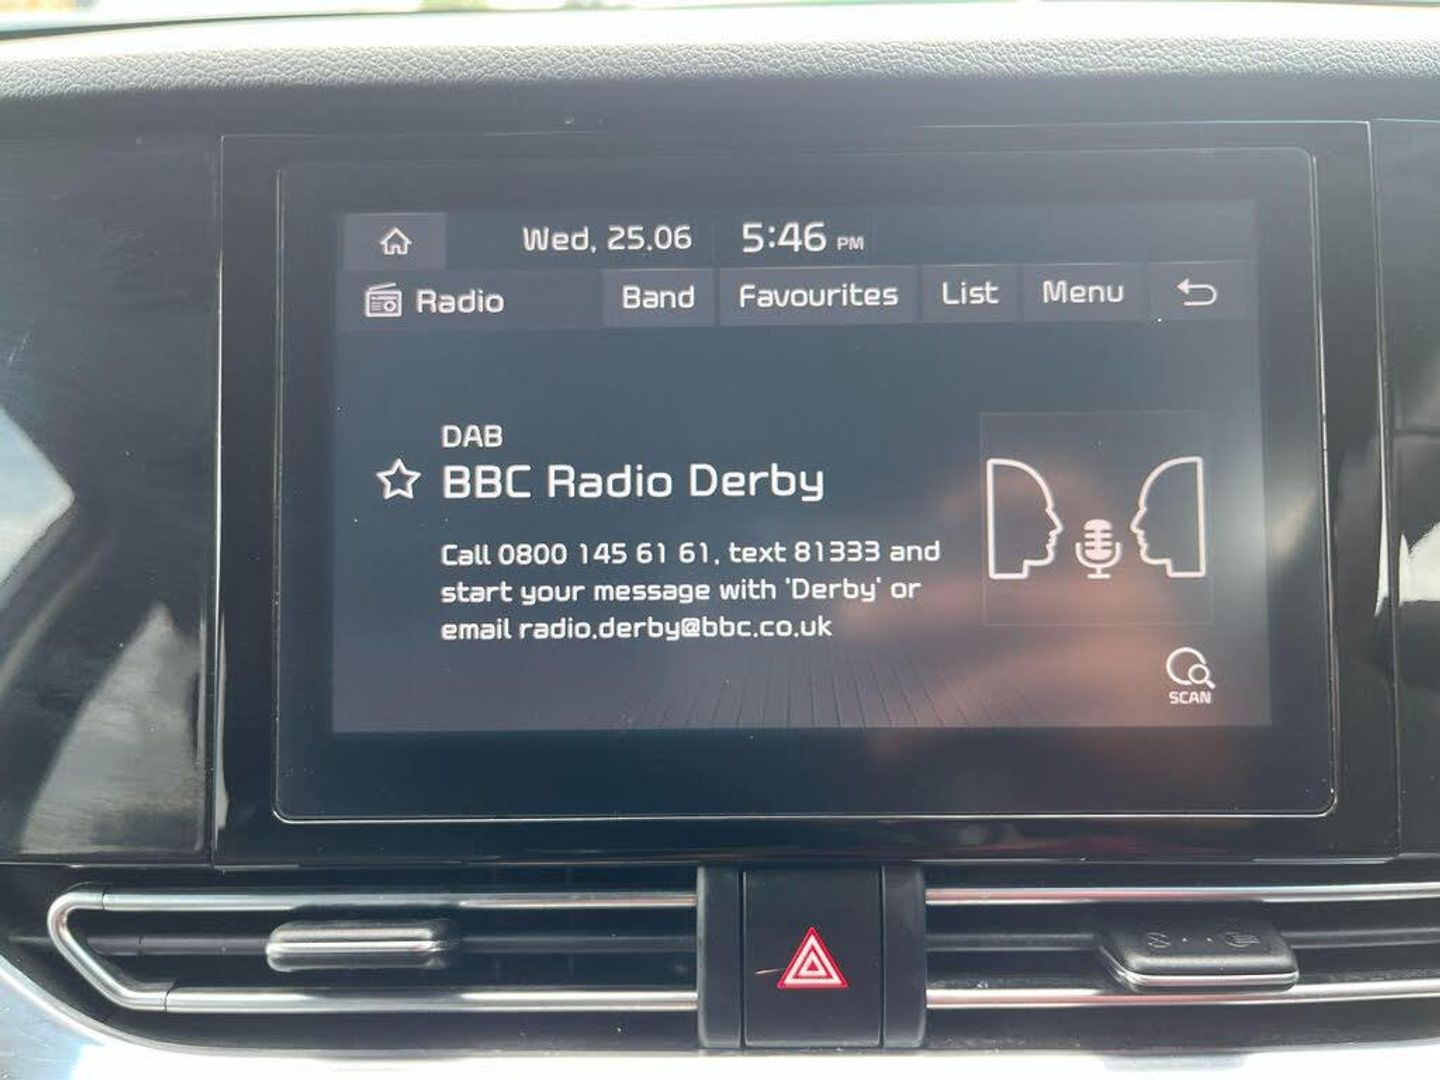 Wed, 25.06 5:46 PM
Radio Band Favourites List Menu
DAB
BBC Radio Derby
Call 0800 145 61 61, text 81333 and
start your message with 'Derby' or
email radio.derby@bbc.co.uk
SCAN